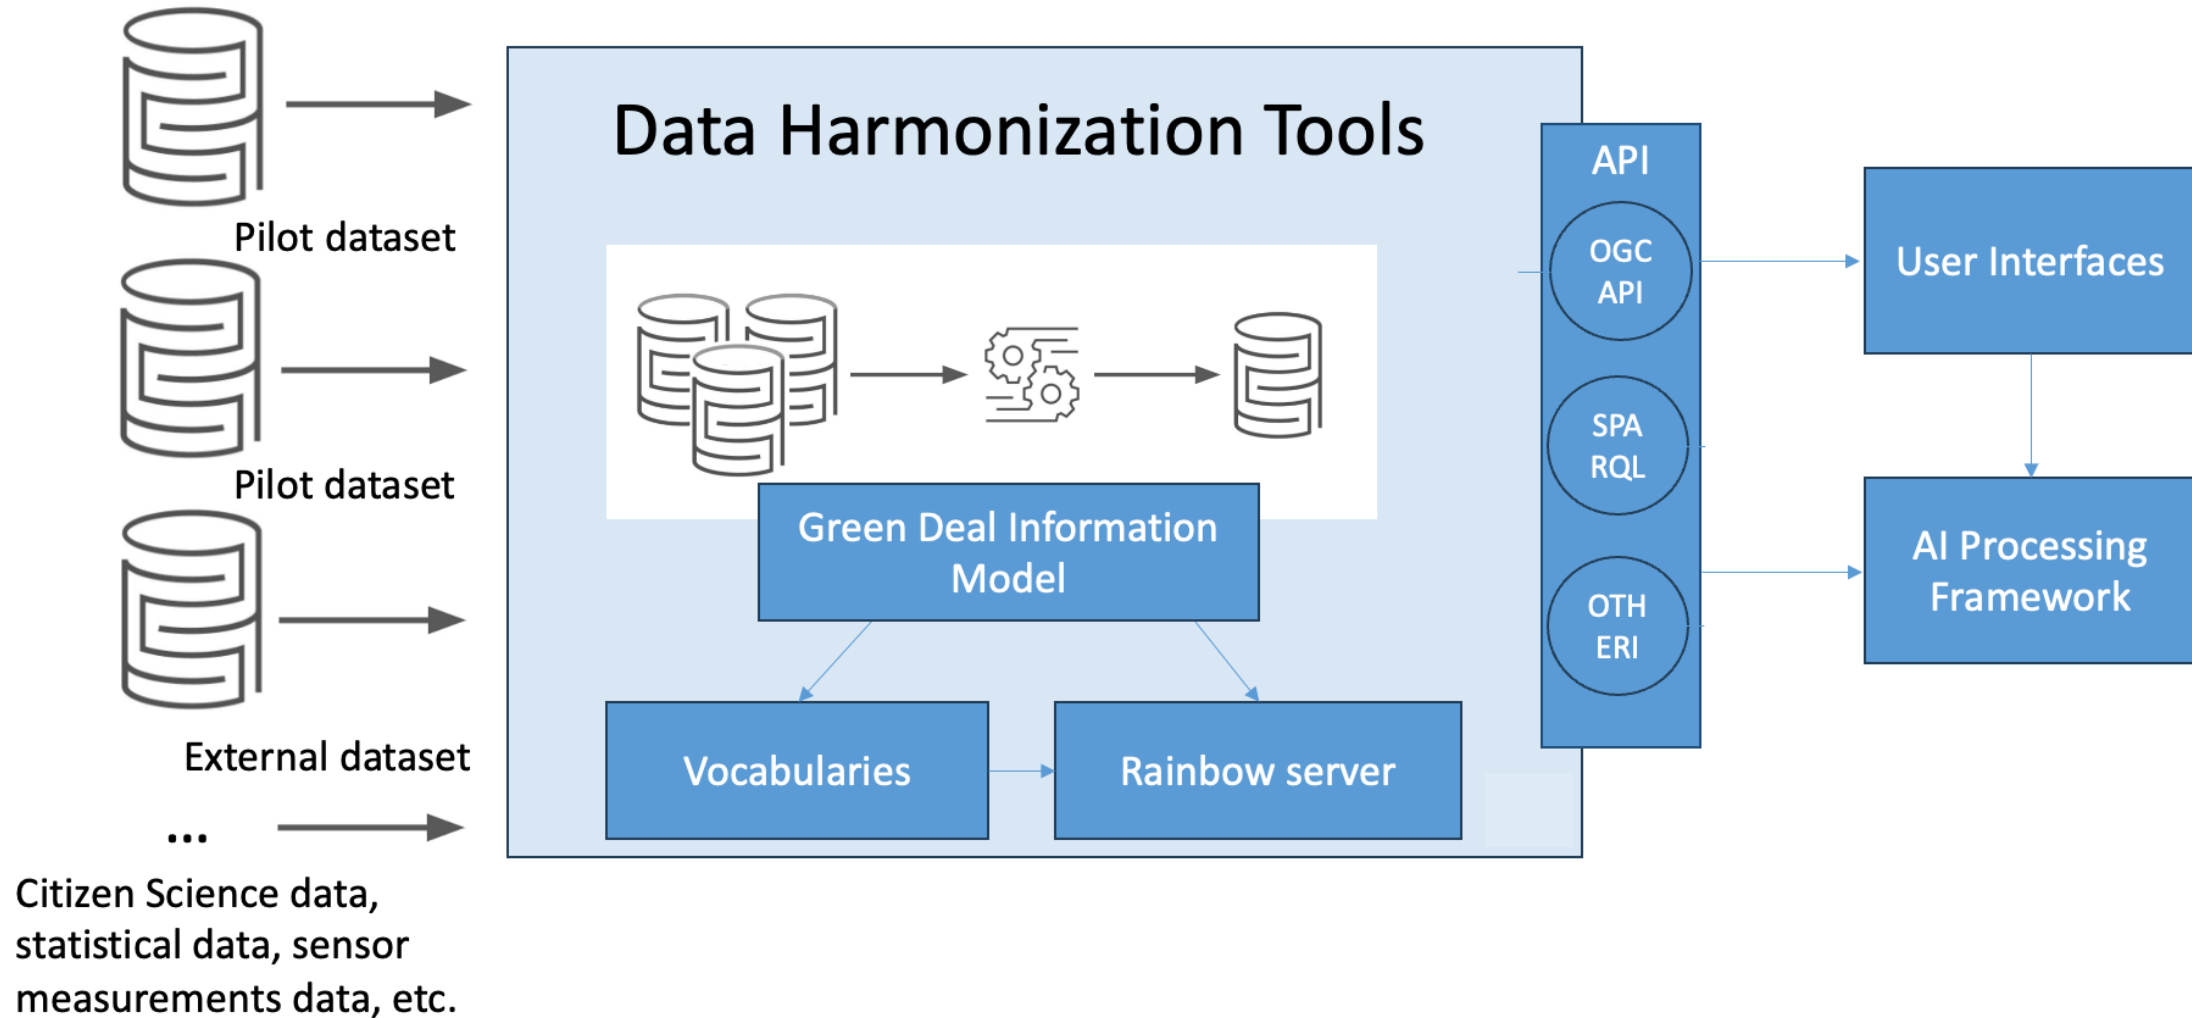 Pilot dataset
Pilot dataset
External dataset
...
Citizen Science data,
statistical data, sensor
measurements data, etc.
Data Harmonization Tools
Green Deal Information
Model
Vocabularies
Rainbow server
API
OGC
API
SPA
RQL
OTH
ERI
User Interfaces
AI Processing
Framework